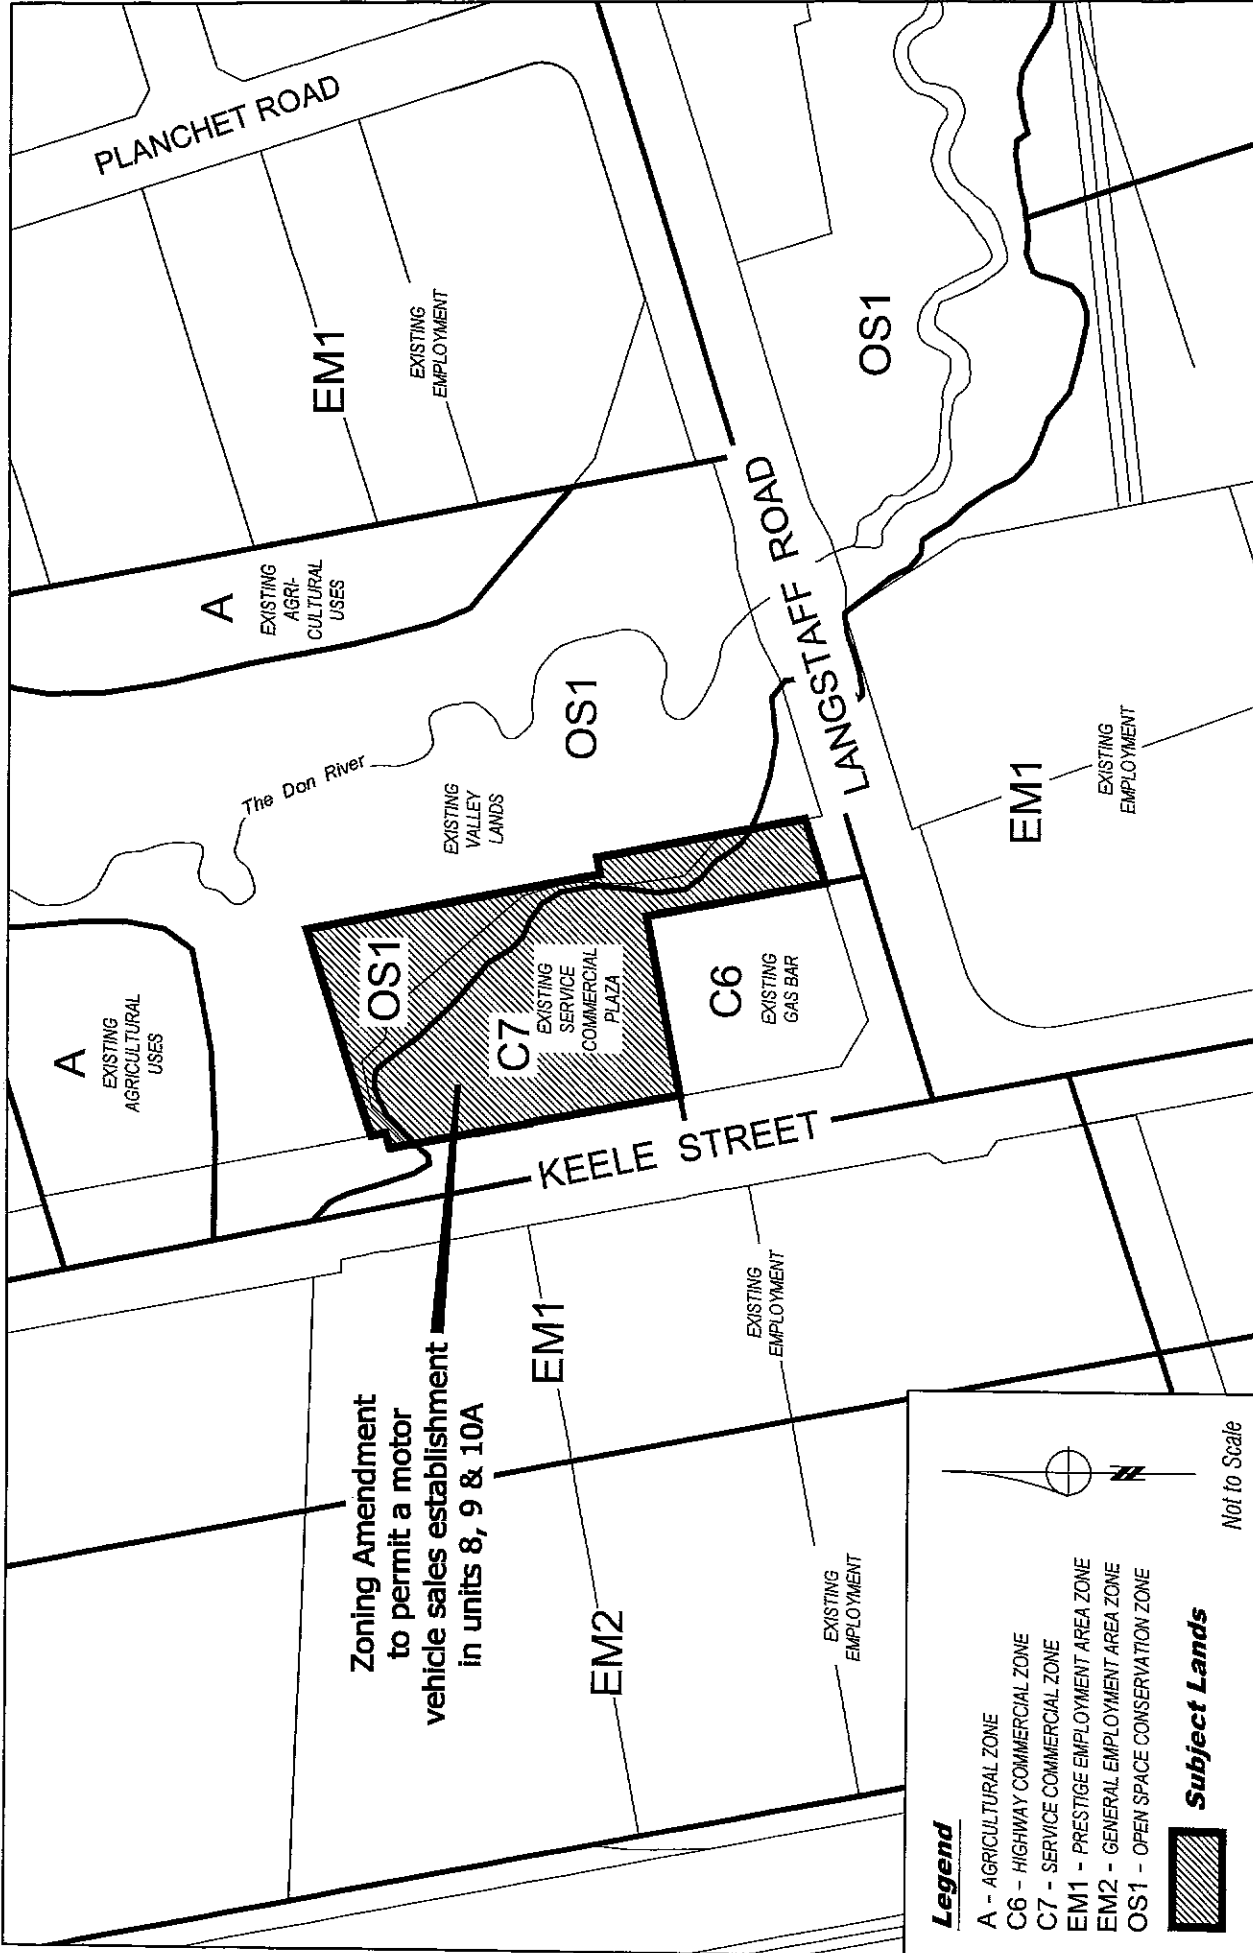 PLANCHET ROAD
EM1
EXISTING
EMPLOYMENT
A
EXISTING
AGRI-
CULTURAL
USES
OS1
LANGSTAFF ROAD
The Don River
OS1
EXISTING
VALLEY
LANDS
EM1
EXISTING
EMPLOYMENT
A
EXISTING
AGRICULTURAL
USES
OS1
C7
EXISTING
SERVICE
COMMERCIAL
PLAZA
C6
EXISTING
GAS BAR
KEELE STREET
Zoning Amendment
to permit a motor
vehicle sales establishment
in units 8, 9 & 10A
EM1
EXISTING
EMPLOYMENT
EM2
EXISTING
EMPLOYMENT
Legend
A - AGRICULTURAL ZONE
C6 - HIGHWAY COMMERCIAL ZONE
C7 - SERVICE COMMERCIAL ZONE
EM1 - PRESTIGE EMPLOYMENT AREA ZONE
EM2 - GENERAL EMPLOYMENT AREA ZONE
OS1 - OPEN SPACE CONSERVATION ZONE
Subject Lands
N
Not to Scale